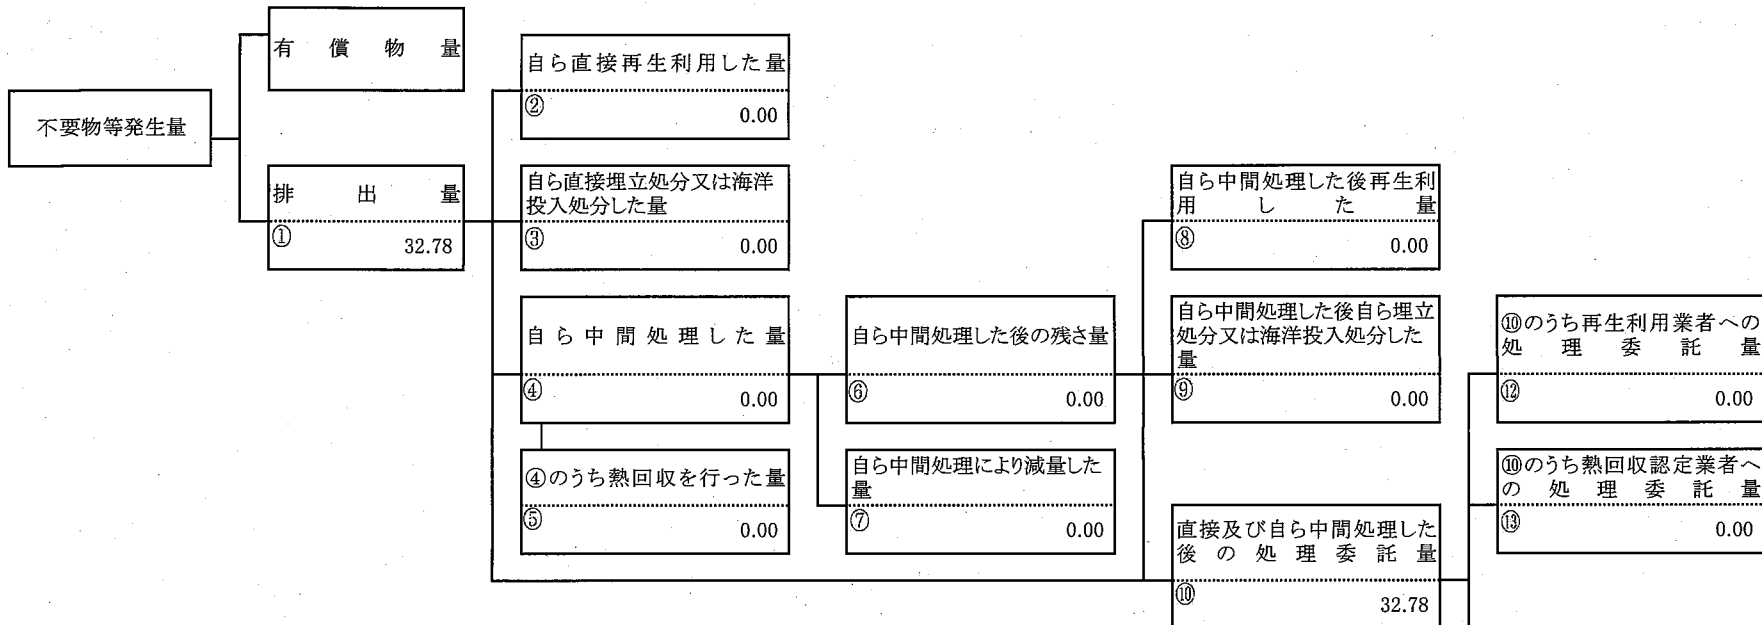 有償物量
不要物等発生量
排出量
①
32.78
自ら直接再生利用した量
②
0.00
自ら直接埋立処分又は海洋
投入処分した量
③
0.00
自ら中間処理した量
④
0.00
④のうち熱回収を行った量
⑤
0.00
自ら中間処理した後の残さ量
⑥
0.00
自ら中間処理により減量した
量
⑦
0.00
自ら中間処理した後再生利
用した量
⑧
0.00
自ら中間処理した後自ら埋立
処分又は海洋投入処分した
量
⑨
0.00
直接及び自ら中間処理した
後の処理委託量
⑩
32.78
⑩のうち再生利用業者への
処理委託量
⑫
0.00
⑩のうち熱回収認定業者へ
の処理委託量
⑬
0.00